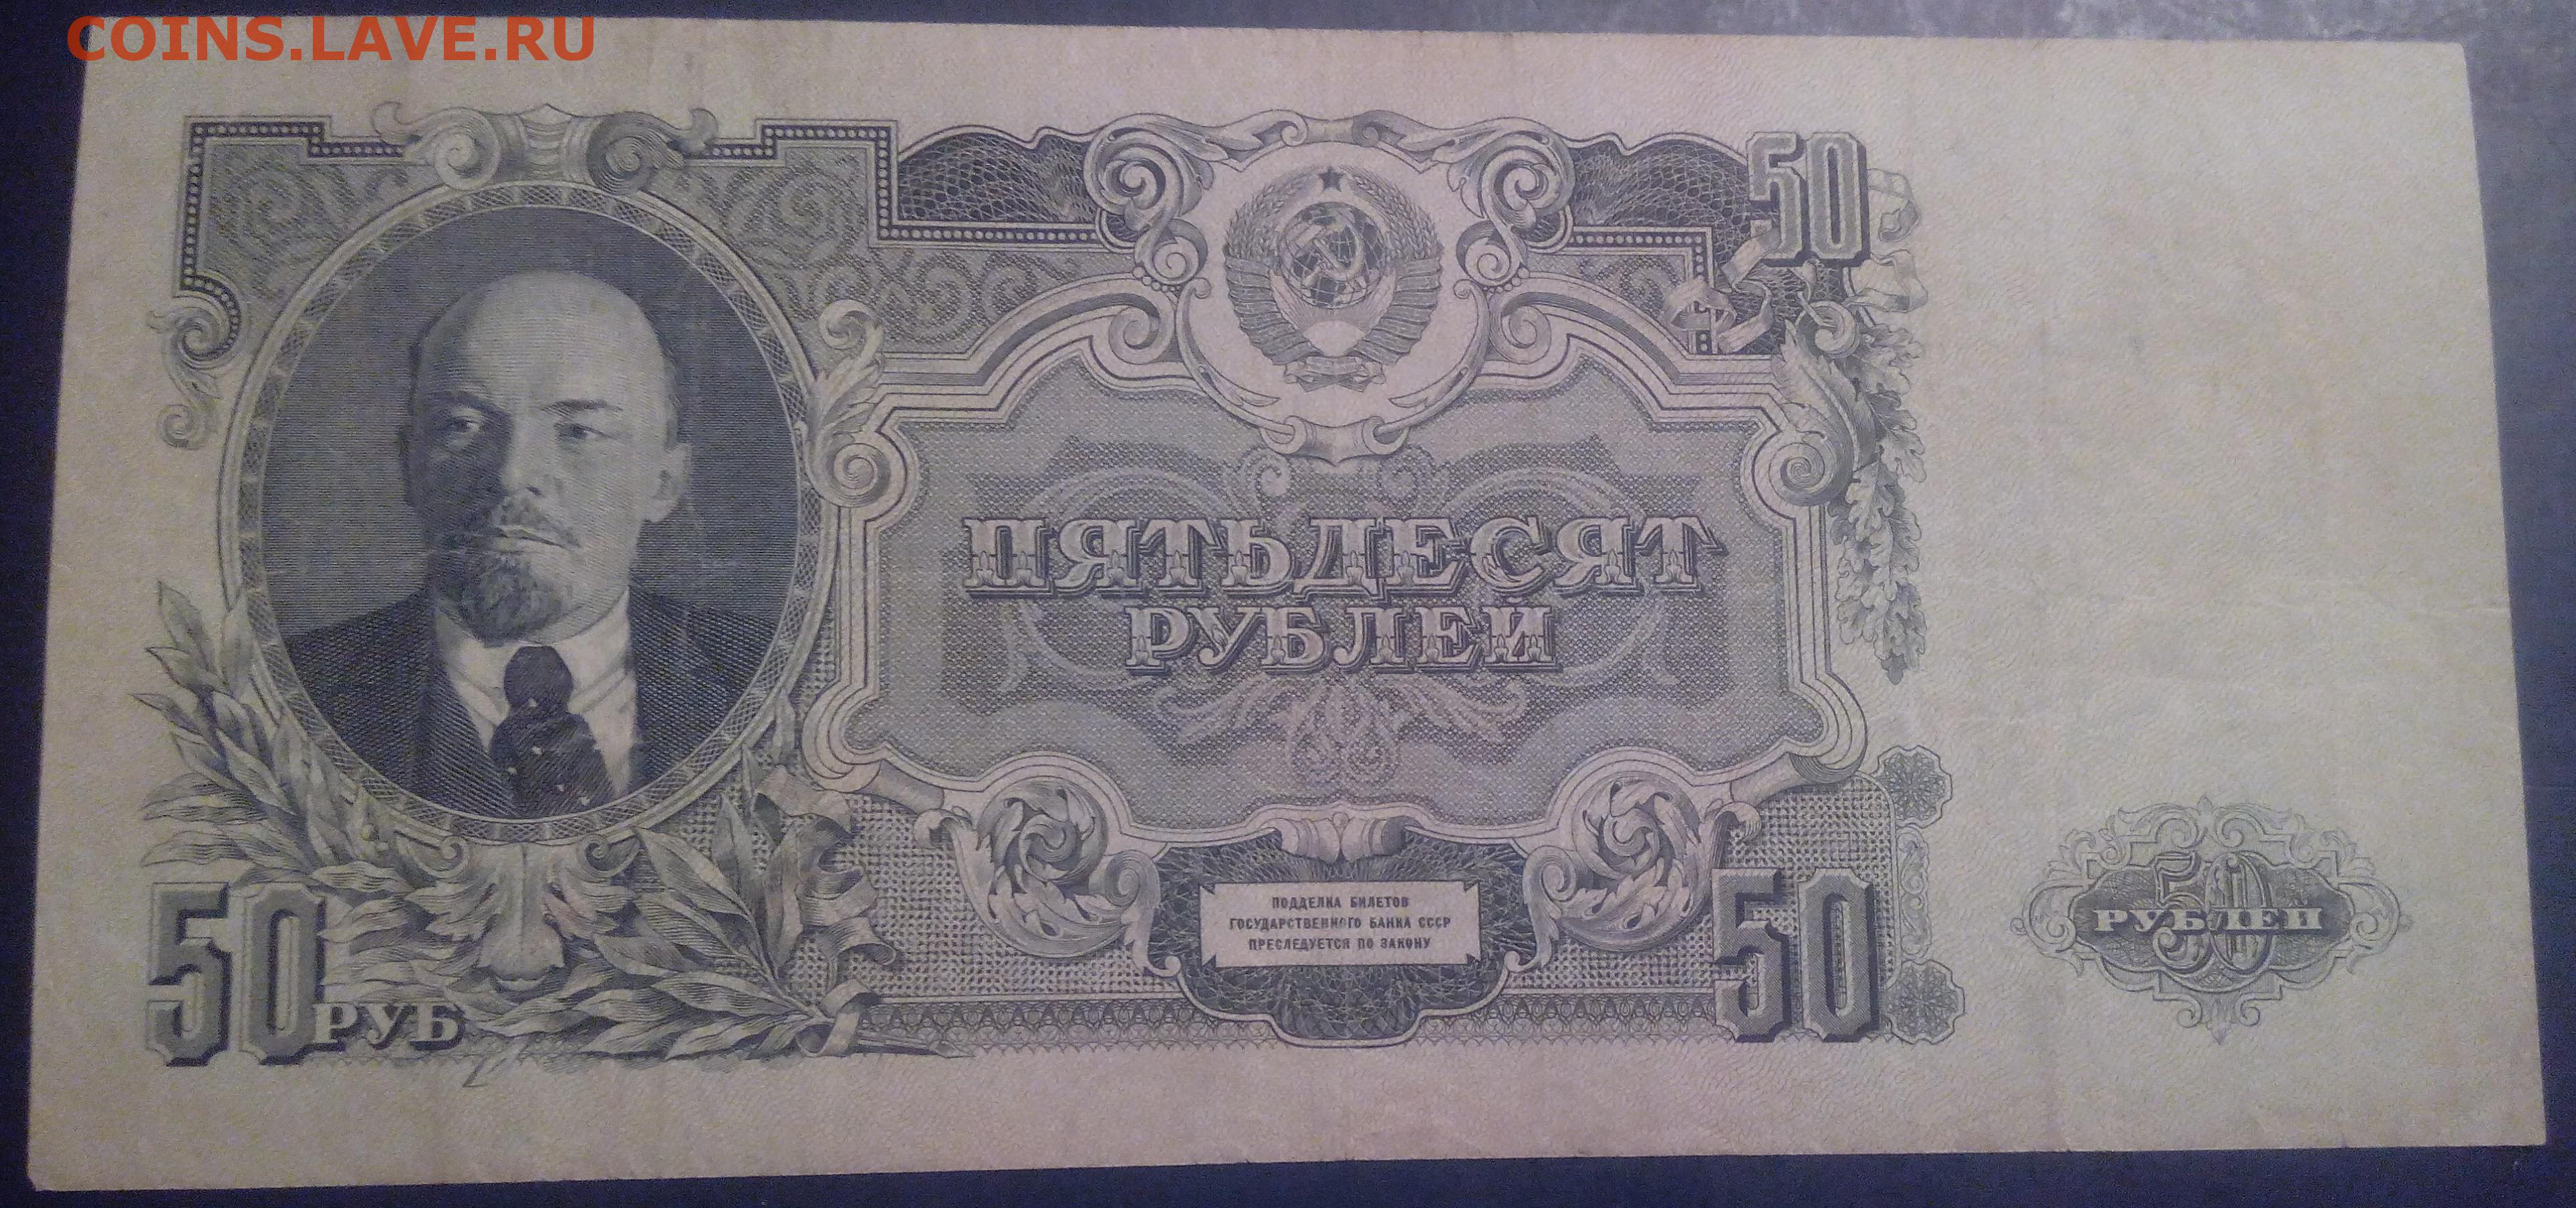 COINS.LAVE.RU
50
ПЯТЬДЕСЯТ
РУБЛЕЙ
ПОДДЕЛКА БИЛЕТОВ
ГОСУДАРСТВЕННОГО БАНКА СССР
ПРЕСЛЕДУЕТСЯ ПО ЗАКОНУ
50 РУБ
50
50
РУБЛЕЙ